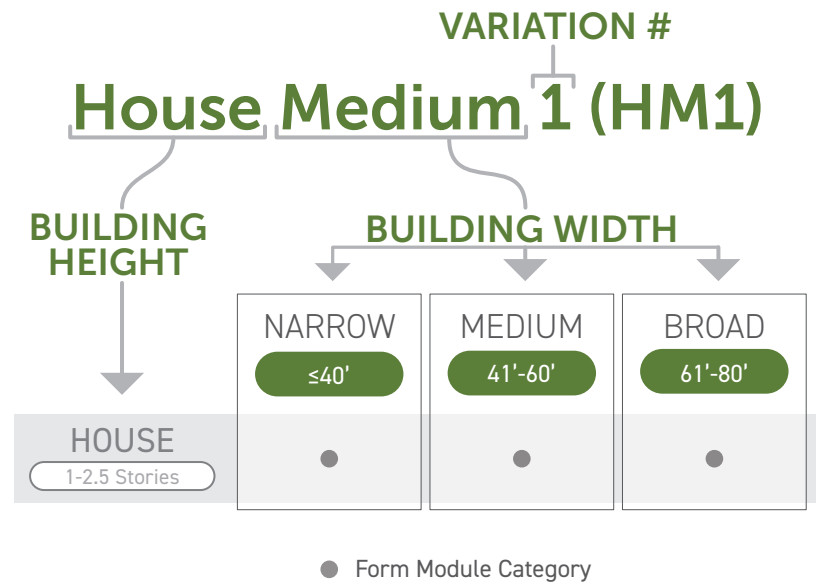 VARIATION #
House Medium 1 (HM1)
BUILDING
HEIGHT
BUILDING WIDTH
NARROW
≤40’
MEDIUM
41’-60’
BROAD
61’-80’
HOUSE
1-2.5 Stories
Form Module Category